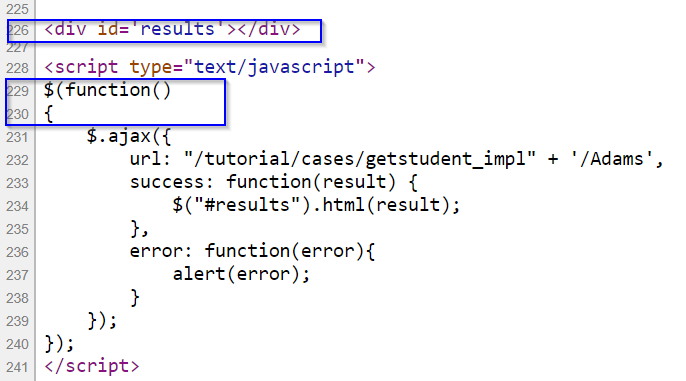 225
226 <div id='results'></div>
227
228 <script type="text/javascript">
229 $(function()
230 {
231     $.ajax({
232         url: "/tutorial/cases/getstudent_impl" + '/Adams',
233         success: function(result) {
234             $("#results").html(result);
235         },
236         error: function(error){
237             alert(error);
238         }
239     });
240 });
241 </script>